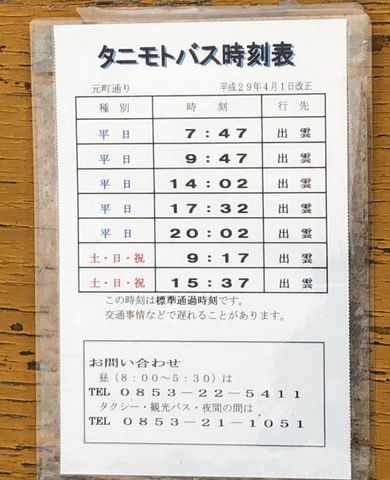 タニモトバス時刻表
元町通り 平成29年4月1日改正
種別 時刻 行先
平日 7:47 出雲
平日 9:47 出雲
平日 14:02 出雲
平日 17:32 出雲
平日 20:02 出雲
土・日・祝 9:17 出雲
土・日・祝 15:37 出雲
この時刻は標準通過時刻です。
交通事情などで遅れることがあります。
お問い合わせ
昼(8:00〜5:30)は
TEL 0853-22-5411
タクシー・観光バス・夜間の間は
TEL 0853-21-1051